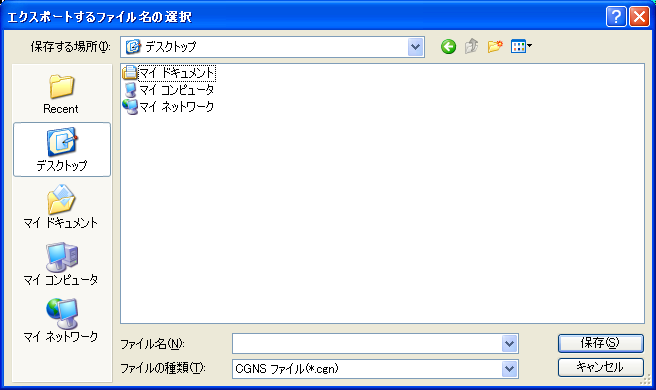 エクスポートするファイル名の選択
保存する場所(I):
デスクトップ
Recent
デスクトップ
マイ ドキュメント
マイ コンピュータ
マイ ネットワーク
マイ ドキュメント
マイ コンピュータ
マイ ネットワーク
ファイル名(N):
保存(S)
ファイルの種類(T):
CGNS ファイル(*.cgn)
キャンセル